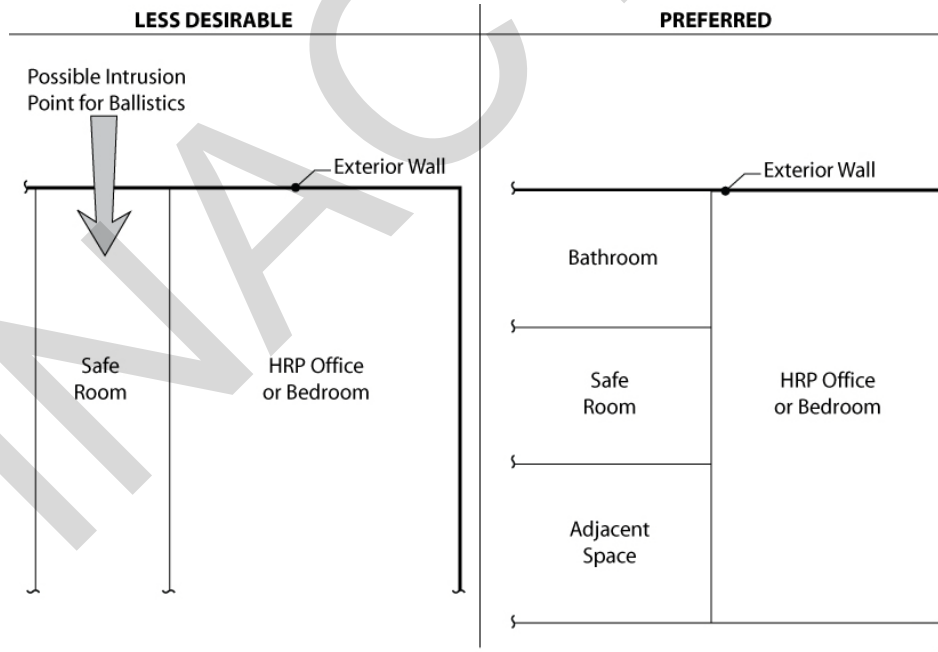 LESS DESIRABLE
Possible Intrusion
Point for Ballistics
Exterior Wall
Safe
Room
HRP Office
or Bedroom
PREFERRED
Exterior Wall
Bathroom
Safe
Room
HRP Office
or Bedroom
Adjacent
Space
INAC